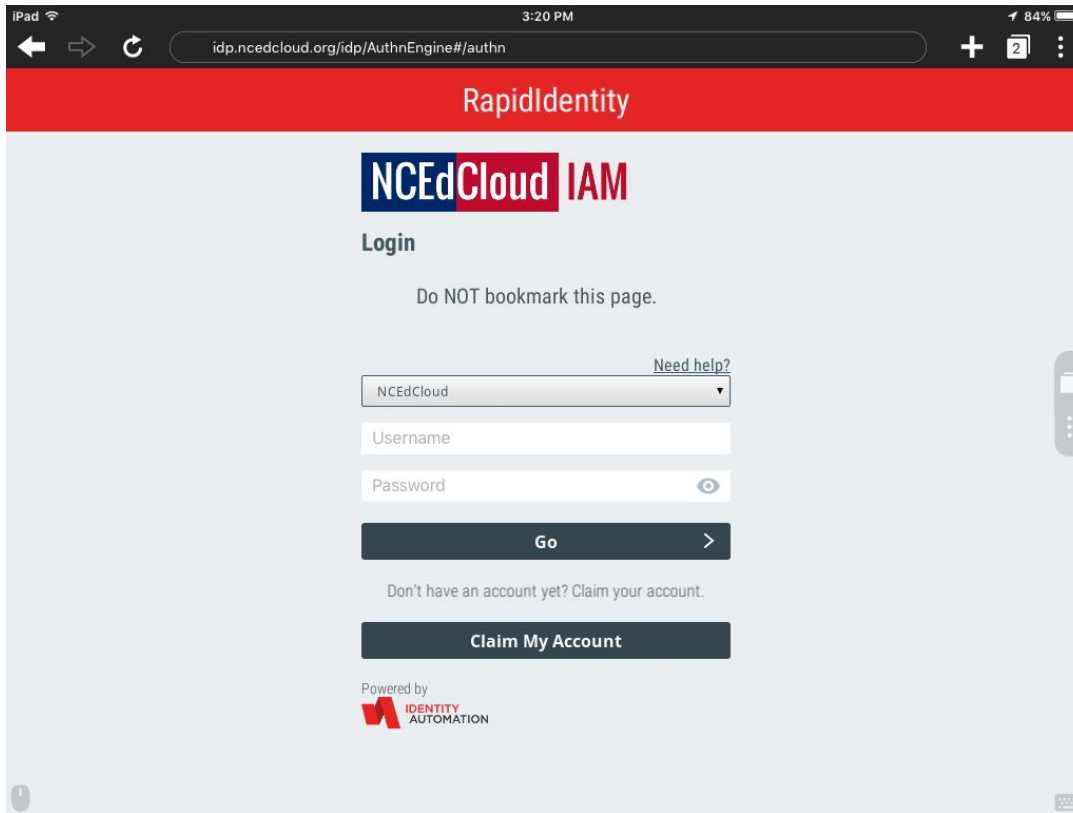 iPad 3:20 PM 84%
idp.ncedcloud.org/idp/AuthnEngine#/authn 2
RapidIdentity
NCEdCloud IAM
Login
Do NOT bookmark this page.
Need help?
NCEdCloud
Username
Password
Go
Don't have an account yet? Claim your account.
Claim My Account
Powered by
IDENTITY
AUTOMATION